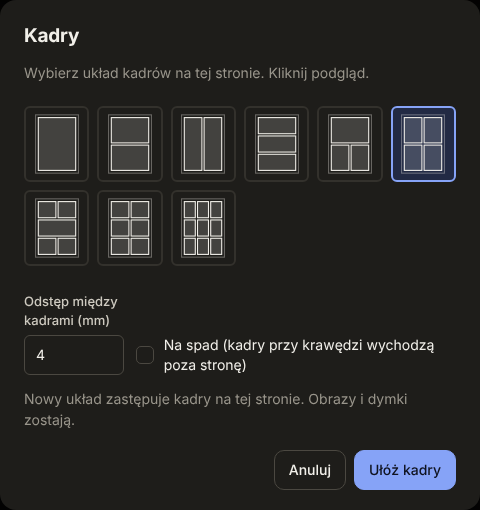 Kadry
Wybierz układ kadrów na tej stronie. Kliknij podgląd.
Odstęp między
kadrami (mm)
4
Na spad (kadry przy krawędzi wychodzą
poza stronę)
Nowy układ zastępuje kadry na tej stronie. Obrazy i dymki
zostają.
Anuluj
Ułóż kadry